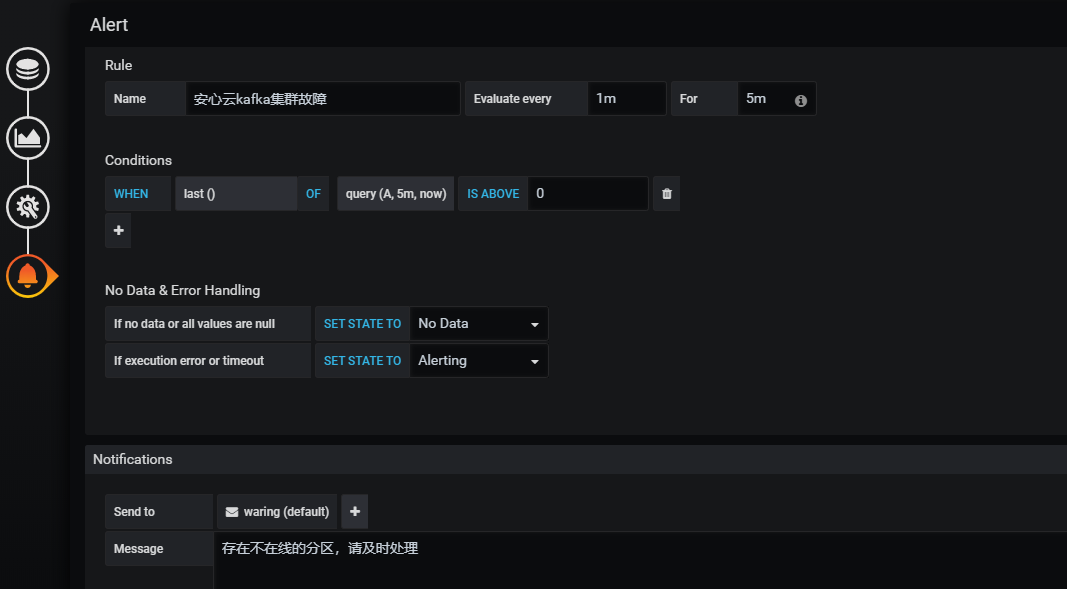 Alert
Rule
Name 安心云kafka集群故障 Evaluate every 1m For 5m
Conditions
WHEN last () OF query (A, 5m, now) IS ABOVE 0
No Data & Error Handling
If no data or all values are null SET STATE TO No Data
If execution error or timeout SET STATE TO Alerting
Notifications
Send to waring (default)
Message 存在不在线的分区，请及时处理